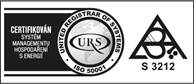 CERTIFIKOVÁN
SYSTÉM
MANAGEMENTU
HOSPODAŘENÍ
S ENERGIÍ
UNITED REGISTRAR OF SYSTEMS
URS
ISO 50001
S 3212